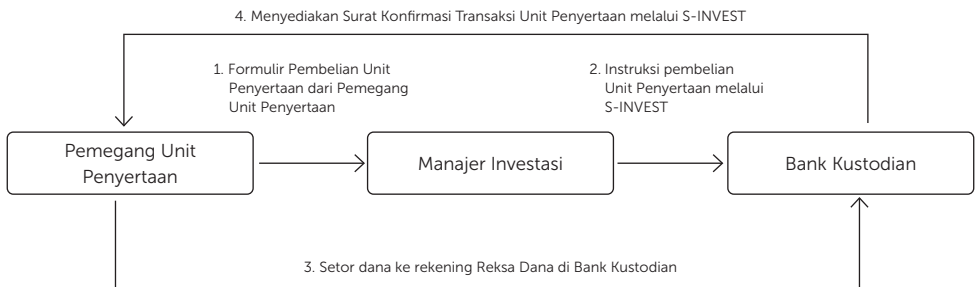 4. Menyediakan Surat Konfirmasi Transaksi Unit Penyertaan melalui S-INVEST
1. Formulir Pembelian Unit
Penyertaan dari Pemegang
Unit Penyertaan
2. Instruksi pembelian
Unit Penyertaan melalui
S-INVEST
Pemegang Unit
Penyertaan
Manajer Investasi
Bank Kustodian
3. Setor dana ke rekening Reksa Dana di Bank Kustodian